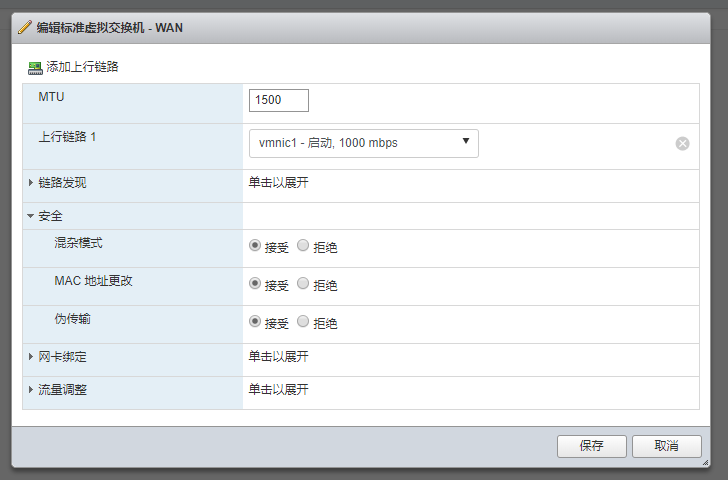 编辑标准虚拟交换机 - WAN
添加上行链路
MTU 1500
上行链路 1 vmnic1 - 启动, 1000 mbps
链路发现 单击以展开
安全
混杂模式 接受 拒绝
MAC 地址更改 接受 拒绝
伪传输 接受 拒绝
网卡绑定 单击以展开
流量调整 单击以展开
保存 取消